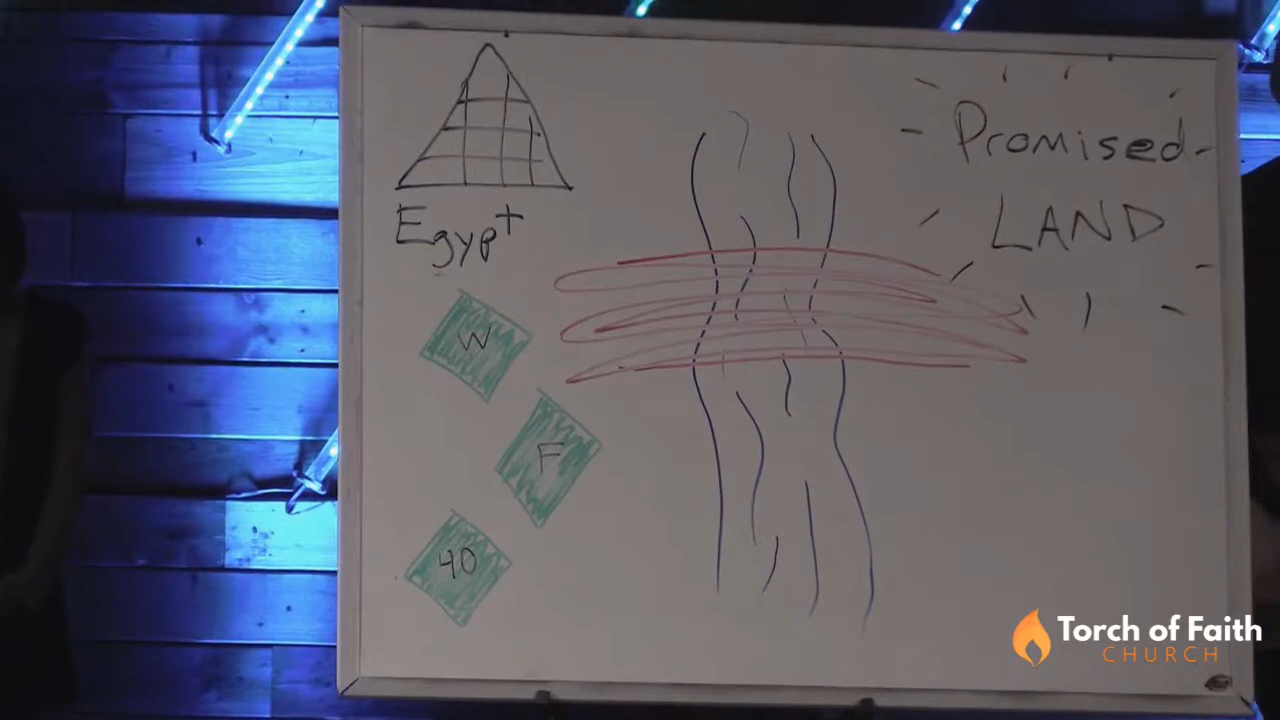 Egypt
Promised
LAND
W
F
40
Torch of Faith
CHURCH